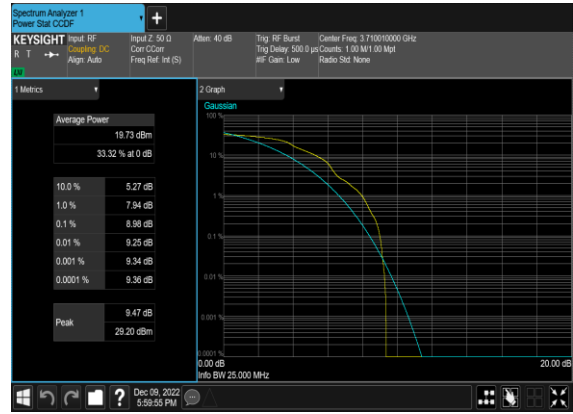 Spectrum Analyzer 1
Power Stat CCDF
+
KEYSIGHT
R T
LW
Input: RF
Coupling: DC
Align: Auto
Input Z: 50 Ω
Corr CCorr
Freq Ref: Int (S)
Atten: 40 dB
Trig: RF Burst
Trig Delay: 500.0 µs
#IF Gain: Low
Center Freq: 3.710010000 GHz
Counts: 1.00 M/1.00 Mpt
Radio Std: None
1 Metrics
Average Power
19.73 dBm
33.32 % at 0 dB
10.0 % 5.27 dB
1.0 % 7.94 dB
0.1 % 8.98 dB
0.01 % 9.25 dB
0.001 % 9.34 dB
0.0001 % 9.36 dB
Peak
9.47 dB
29.20 dBm
2 Graph
Gaussian
100 %
10 %
1 %
0.1 %
0.01 %
0.001 %
0.0001 %
0.00 dB 20.00 dB
Info BW 25.000 MHz
?
Dec 09, 2022
5:59:55 PM